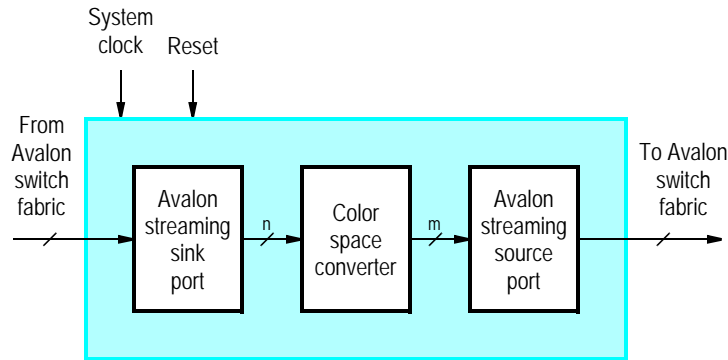 System
clock
Reset
From
Avalon
switch
fabric
Avalon
streaming
sink
port
n
Color
space
converter
m
Avalon
streaming
source
port
To Avalon
switch
fabric